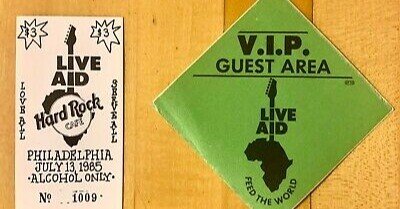 $3
$3
LIVE
AID
Hard Rock
CAFE
LOVE ALL
SERVE ALL
PHILADELPHIA
JULY 13, 1985
·ALCOHOL ONLY·
No 1009
V.I.P.
GUEST AREA
LIVE
AID
FEED THE WORLD